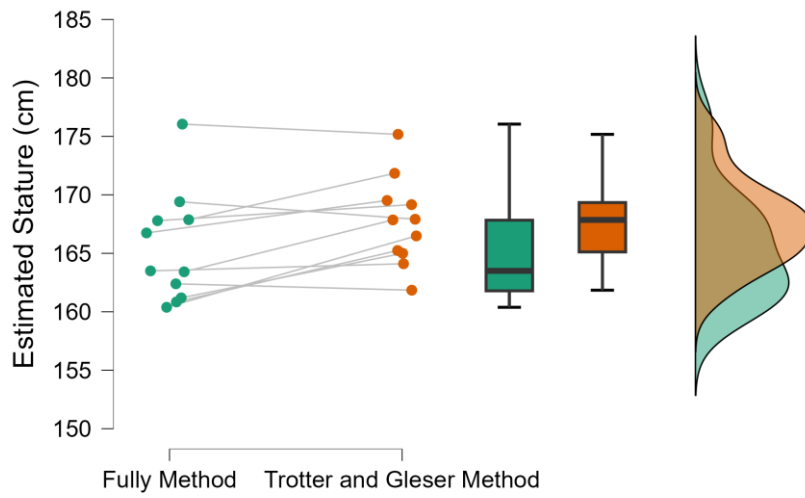 Estimated Stature (cm)
185
180
175
170
165
160
155
150
Fully Method
Trotter and Gleser Method